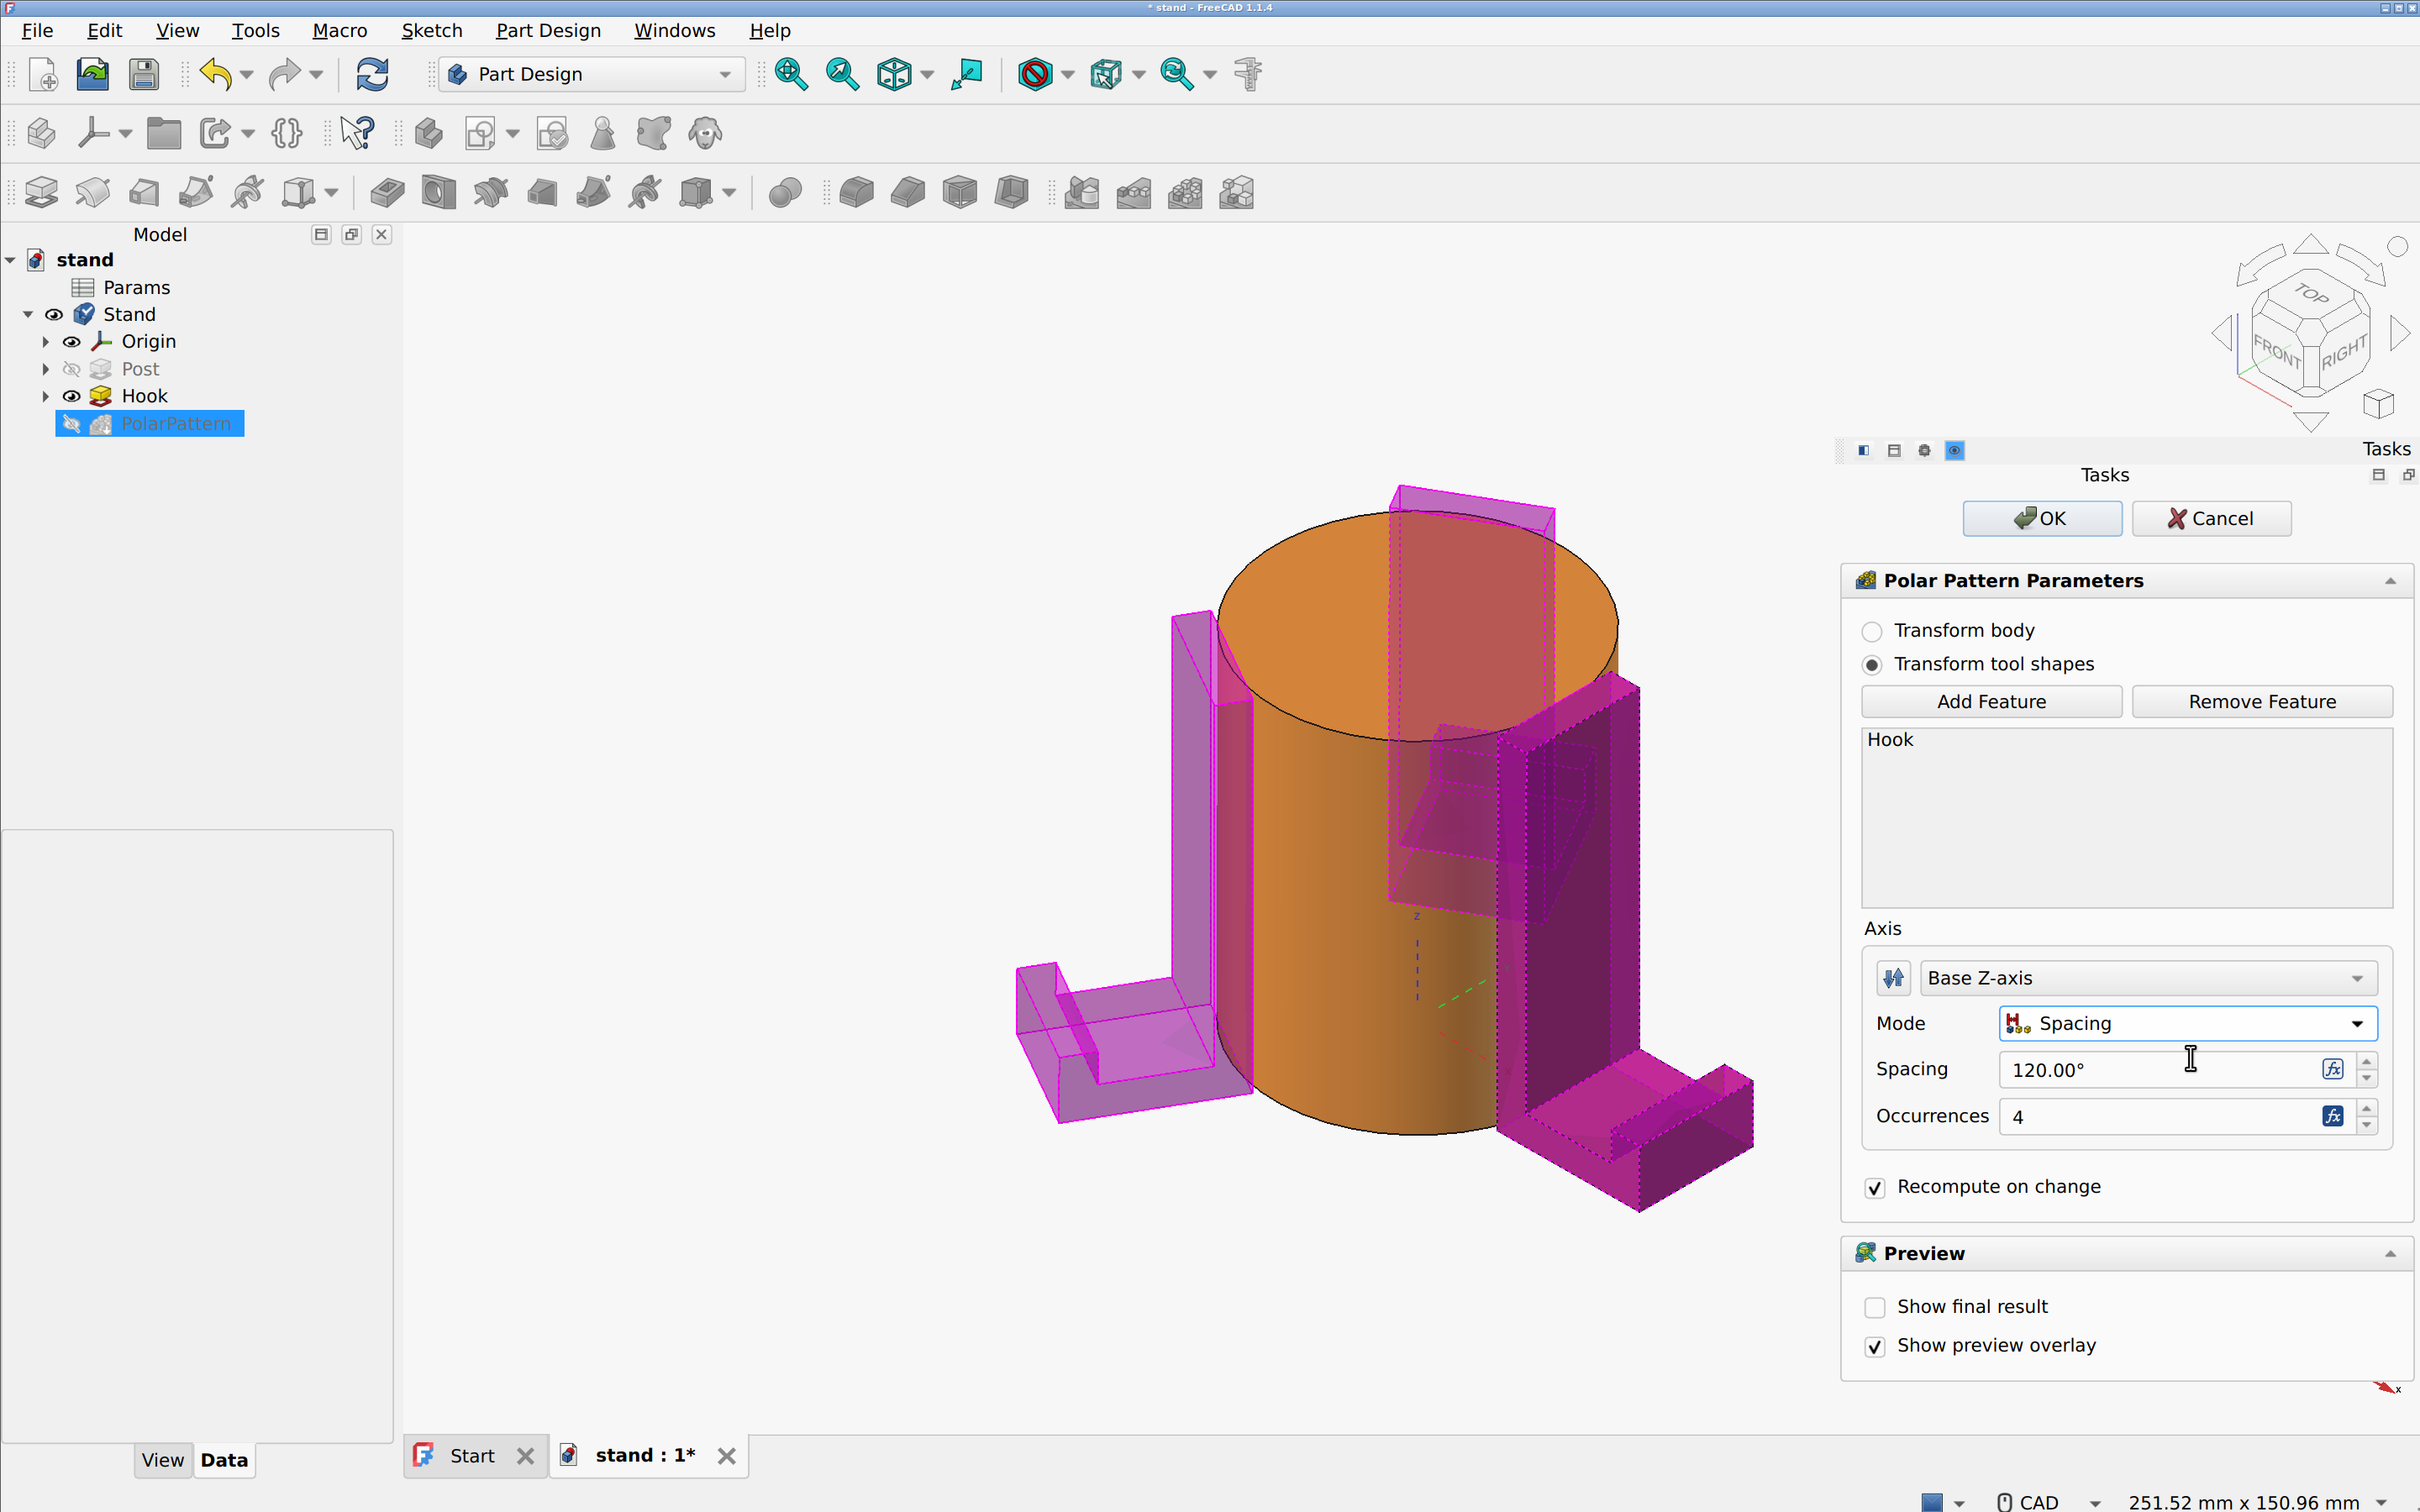 * stand - FreeCAD 1.1.4
File Edit View Tools Macro Sketch Part Design Windows Help
Part Design
Model
stand
Params
Stand
Origin
Post
Hook
PolarPattern
TOP
FRONT
RIGHT
Tasks
Tasks
OK
Cancel
Polar Pattern Parameters
Transform body
Transform tool shapes
Add Feature
Remove Feature
Hook
Axis
Base Z-axis
Mode
Spacing
Spacing
120.00°
fx
Occurrences
4
fx
Recompute on change
Preview
Show final result
Show preview overlay
z
x
View
Data
Start
stand : 1*
CAD
251.52 mm x 150.96 mm